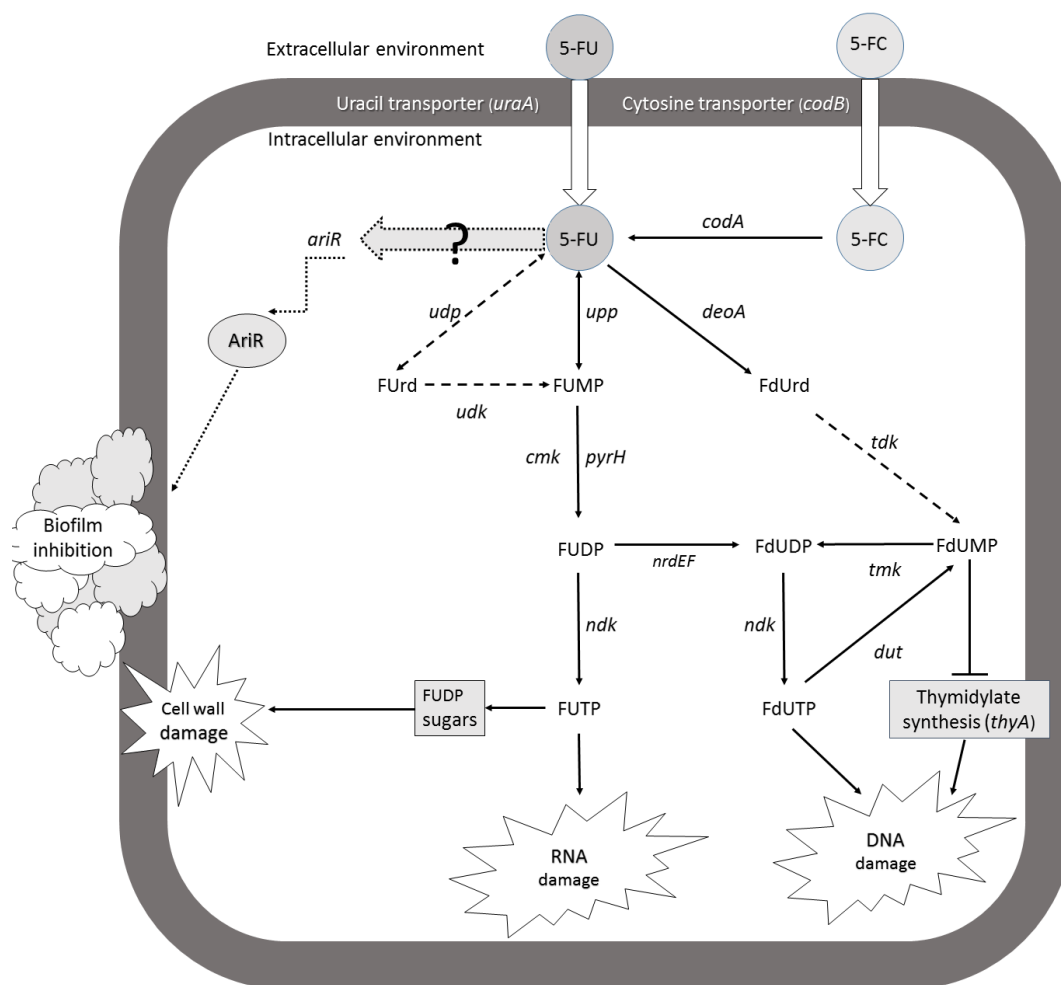 Extracellular environment
5-FU
5-FC
Uracil transporter (uraA)
Cytosine transporter (codB)
Intracellular environment
ariR
?
5-FU
codA
5-FC
AriR
udp
upp
deoA
FUrd
udk
FUMP
FdUrd
cmk
pyrH
tdk
Biofilm
inhibition
FUDP
nrdEF
FdUDP
tmk
FdUMP
ndk
ndk
dut
Cell wall
damage
FUDP
sugars
FUTP
FdUTP
Thymidylate
synthesis (thyA)
RNA
damage
DNA
damage